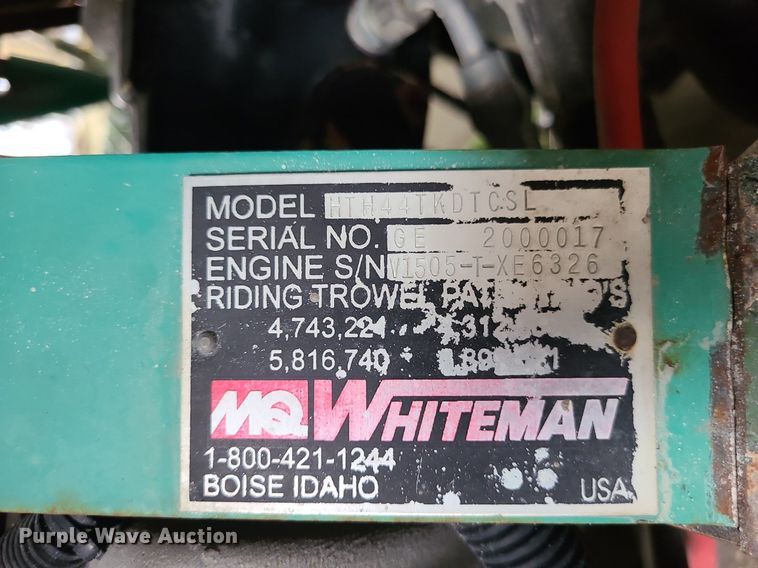 MODEL HTH44TKDTCSL
SERIAL NO. GE 2000017
ENGINE S/N V1505-T-XE6326
RIDING TROWEL
4,743,221
5,816,740
MQ WHITEMAN
1-800-421-1244
BOISE IDAHO USA
Purple Wave Auction